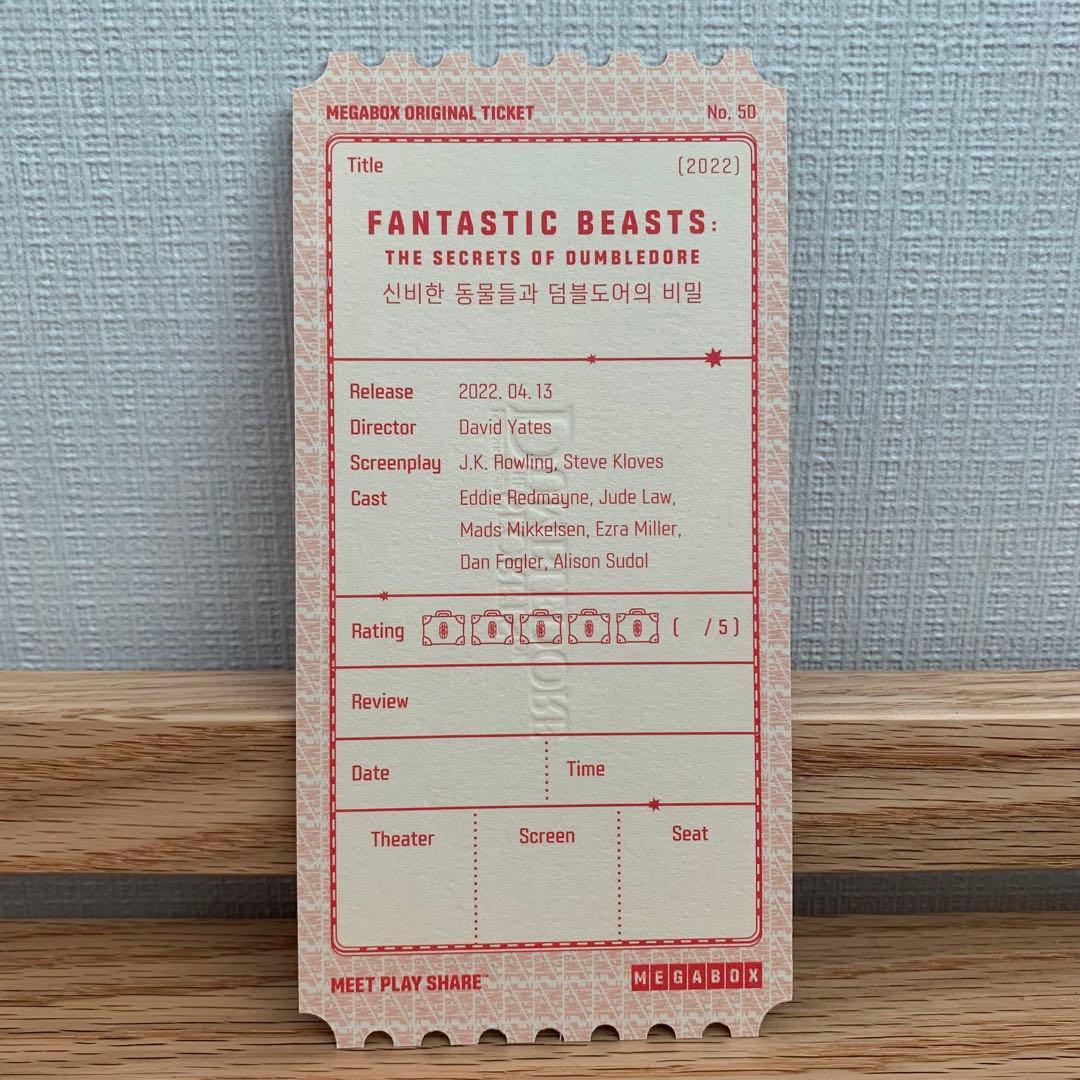 MEGABOX ORIGINAL TICKET No. 50
Title (2022)
FANTASTIC BEASTS:
THE SECRETS OF DUMBLEDORE
신비한 동물들과 덤블도어의 비밀
Release 2022. 04. 13
Director David Yates
Screenplay J.K. Rowling, Steve Kloves
Cast Eddie Redmayne, Jude Law,
Mads Mikkelsen, Ezra Miller,
Dan Fogler, Alison Sudol
Rating ( / 5 )
Review
Date Time
Theater Screen Seat
MEET PLAY SHARE™ MEGABOX